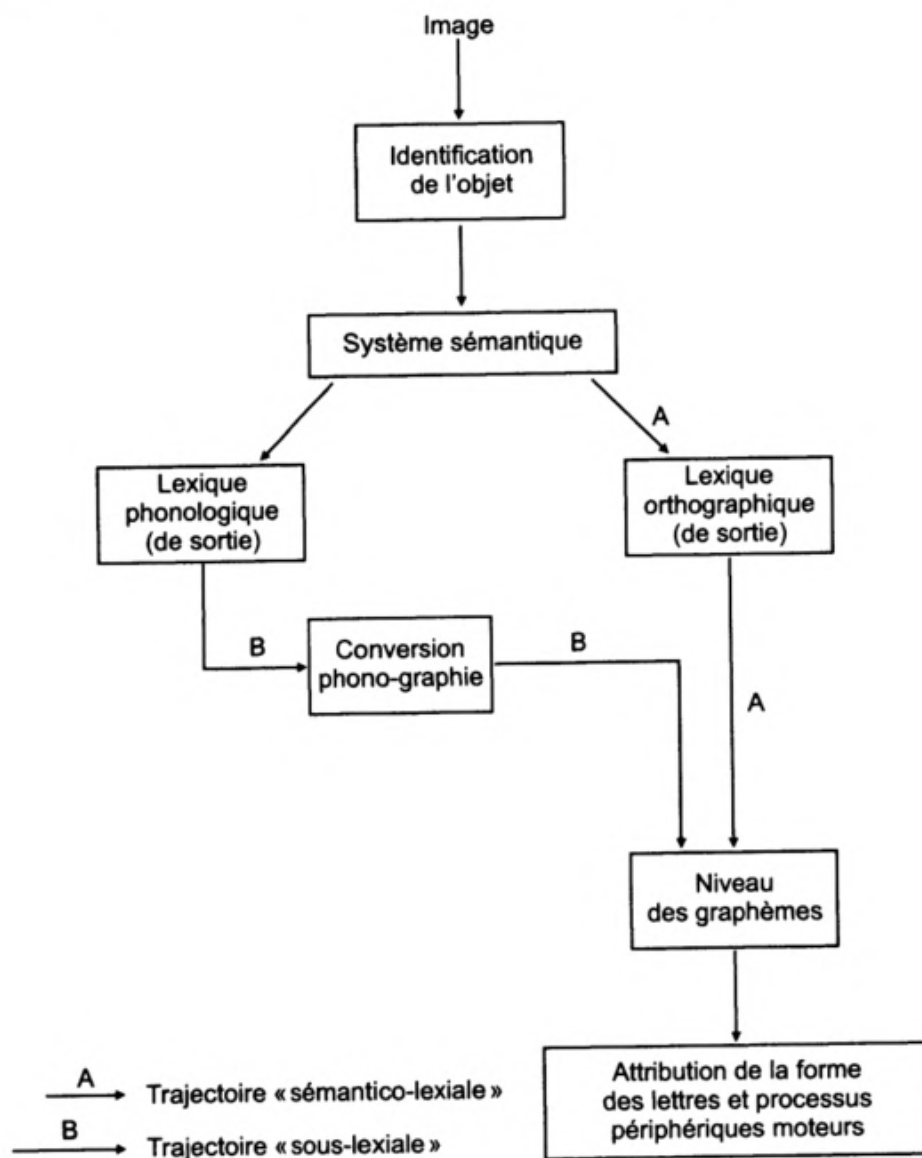 Image
Identification
de l'objet
Système sémantique
A
Lexique
phonologique
(de sortie)
Lexique
orthographique
(de sortie)
B
Conversion
phono-graphie
B
A
Niveau
des graphèmes
A
Trajectoire « sémantico-lexiale »
B
Trajectoire « sous-lexiale »
Attribution de la forme
des lettres et processus
périphériques moteurs